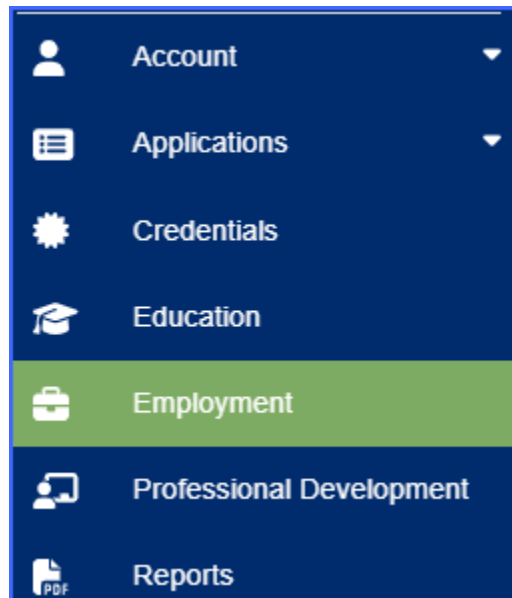 Account
Applications
Credentials
Education
Employment
Professional Development
PDF
Reports